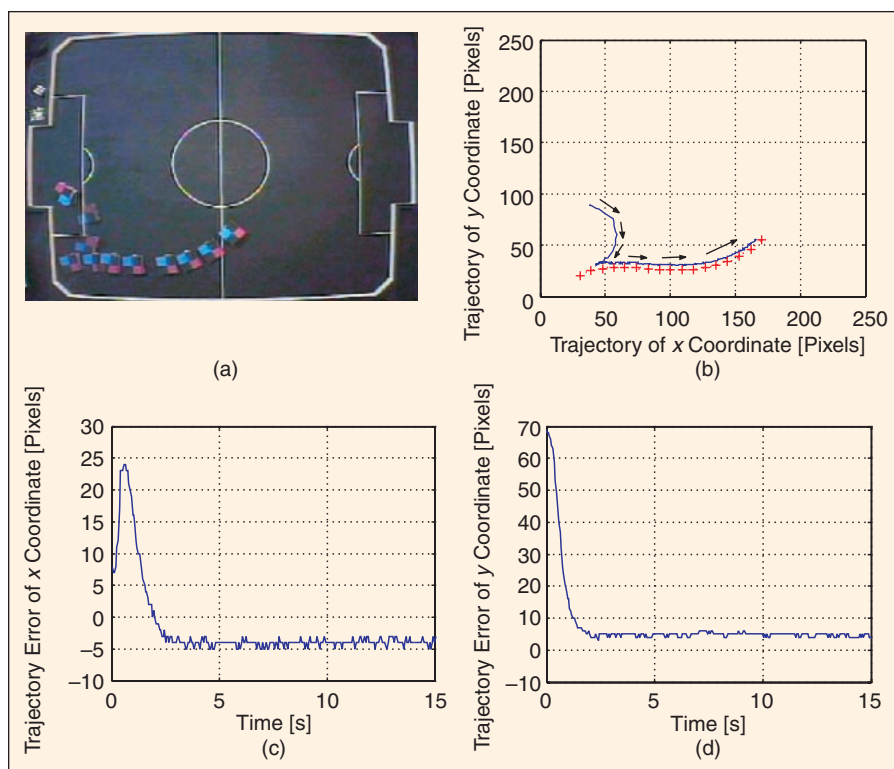 (a)
250
200
150
100
50
0
0 50 100 150 200 250
Trajectory of y Coordinate [Pixels]
Trajectory of x Coordinate [Pixels]
(b)
30
25
20
15
10
5
0
–5
–10
0 5 10 15
Trajectory Error of x Coordinate [Pixels]
Time [s]
(c)
70
60
50
40
30
20
10
0
–10
0 5 10 15
Trajectory Error of y Coordinate [Pixels]
Time [s]
(d)